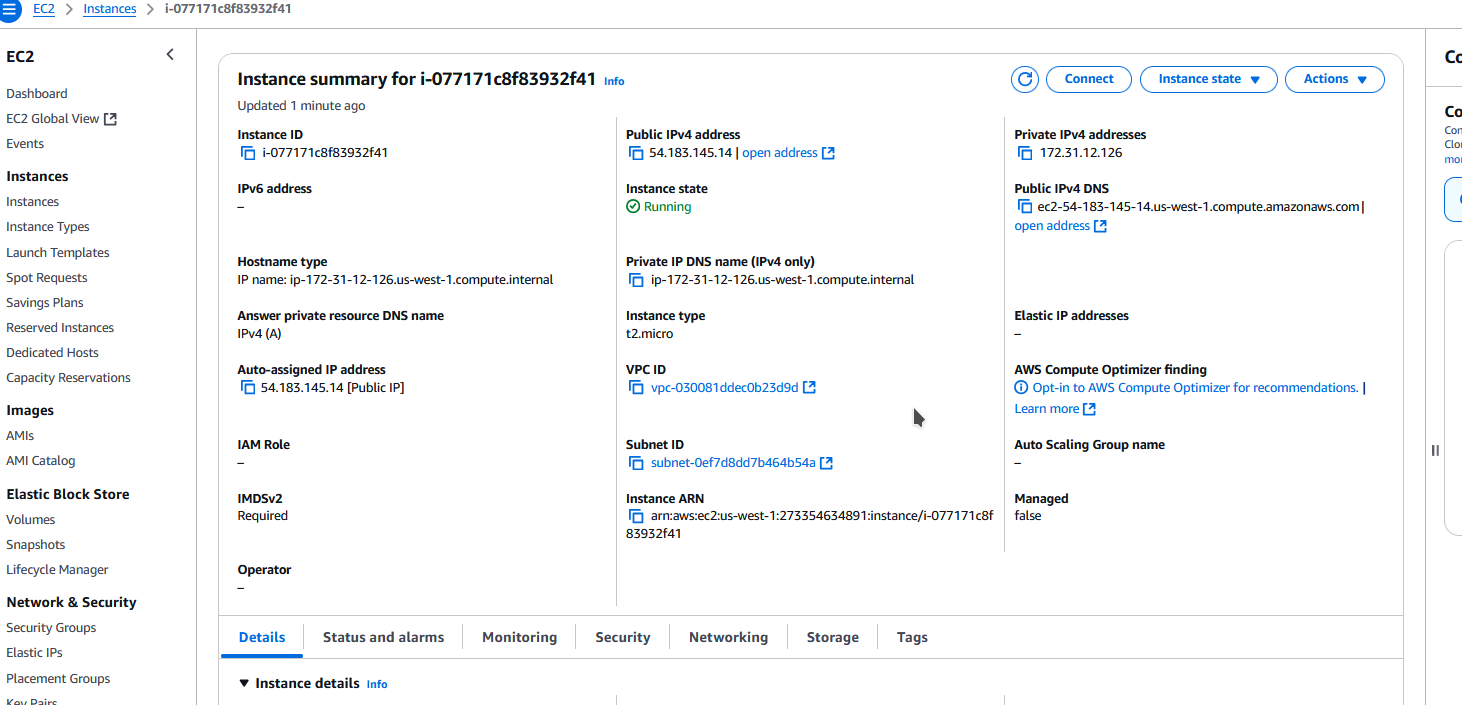 EC2 > Instances > i-077171c8f83932f41
EC2
Dashboard
EC2 Global View
Events
Instances
Instances
Instance Types
Launch Templates
Spot Requests
Savings Plans
Reserved Instances
Dedicated Hosts
Capacity Reservations
Images
AMIs
AMI Catalog
Elastic Block Store
Volumes
Snapshots
Lifecycle Manager
Network & Security
Security Groups
Elastic IPs
Placement Groups
Key Pairs
Instance summary for i-077171c8f83932f41 Info
Updated 1 minute ago
Connect
Instance state
Actions
Instance ID
i-077171c8f83932f41
Public IPv4 address
54.183.145.14 | open address
Private IPv4 addresses
172.31.12.126
IPv6 address
–
Instance state
Running
Public IPv4 DNS
ec2-54-183-145-14.us-west-1.compute.amazonaws.com |
open address
Hostname type
IP name: ip-172-31-12-126.us-west-1.compute.internal
Private IP DNS name (IPv4 only)
ip-172-31-12-126.us-west-1.compute.internal
Answer private resource DNS name
IPv4 (A)
Instance type
t2.micro
Elastic IP addresses
–
Auto-assigned IP address
54.183.145.14 [Public IP]
VPC ID
vpc-030081ddec0b23d9d
AWS Compute Optimizer finding
Opt-in to AWS Compute Optimizer for recommendations. |
Learn more
IAM Role
–
Subnet ID
subnet-0ef7d8dd7b464b54a
Auto Scaling Group name
–
IMDSv2
Required
Instance ARN
arn:aws:ec2:us-west-1:273354634891:instance/i-077171c8f
83932f41
Managed
false
Operator
–
Details
Status and alarms
Monitoring
Security
Networking
Storage
Tags
Instance details Info